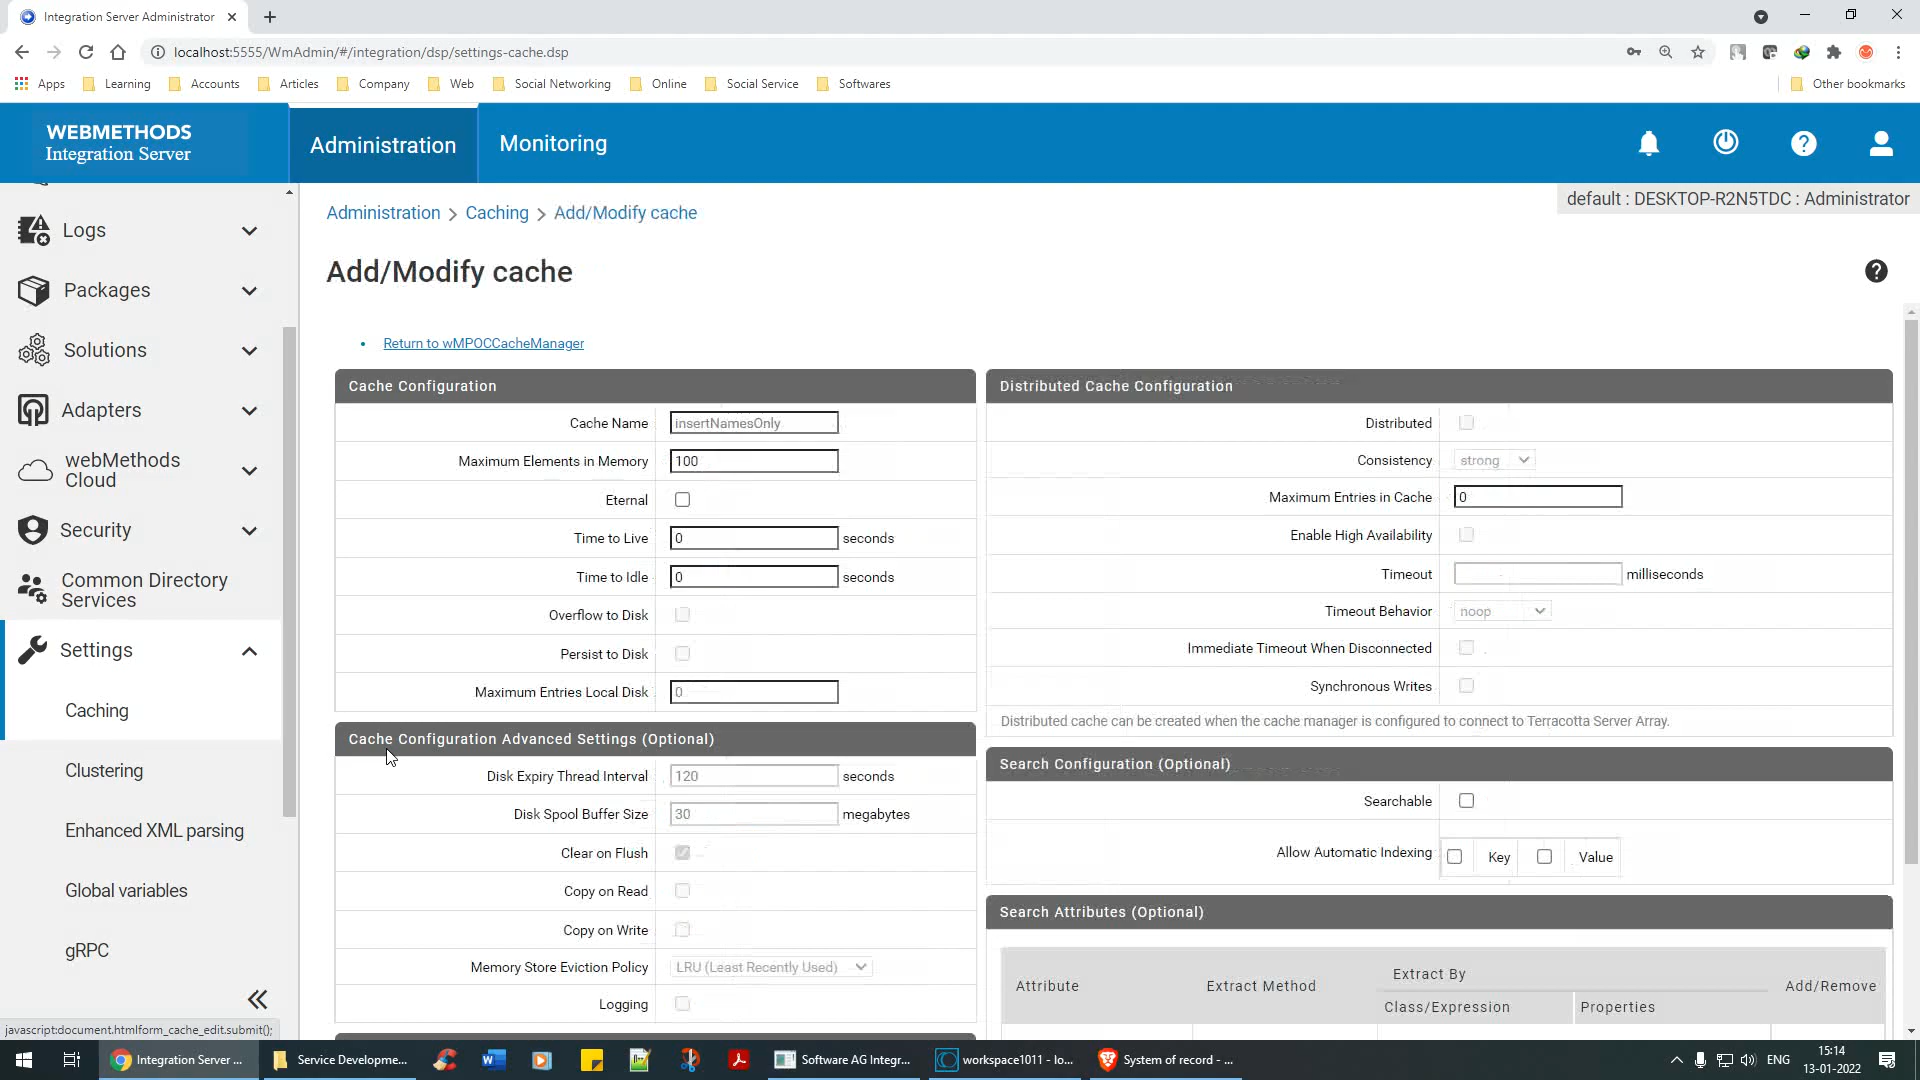 Integration Server Administrator
localhost:5555/WmAdmin/#/integration/dsp/settings-cache.dsp
Apps
Learning
Accounts
Articles
Company
Web
Social Networking
Online
Social Service
Softwares
Other bookmarks
WEBMETHODS
Integration Server
Administration
Monitoring
default : DESKTOP-R2N5TDC : Administrator
Logs
Packages
Solutions
Adapters
webMethods
Cloud
Security
Common Directory
Services
Settings
Caching
Clustering
Enhanced XML parsing
Global variables
gRPC
javascript:document.htmlform_cache_edit.submit();
Administration > Caching > Add/Modify cache
Add/Modify cache
Return to wMPOCCacheManager
Cache Configuration
Cache Name insertNamesOnly
Maximum Elements in Memory 100
Eternal
Time to Live 0 seconds
Time to Idle 0 seconds
Overflow to Disk
Persist to Disk
Maximum Entries Local Disk 0
Cache Configuration Advanced Settings (Optional)
Disk Expiry Thread Interval 120 seconds
Disk Spool Buffer Size 30 megabytes
Clear on Flush
Copy on Read
Copy on Write
Memory Store Eviction Policy LRU (Least Recently Used)
Logging
Distributed Cache Configuration
Distributed
Consistency strong
Maximum Entries in Cache 0
Enable High Availability
Timeout milliseconds
Timeout Behavior noop
Immediate Timeout When Disconnected
Synchronous Writes
Distributed cache can be created when the cache manager is configured to connect to Terracotta Server Array.
Search Configuration (Optional)
Searchable
Allow Automatic Indexing Key Value
Search Attributes (Optional)
Extract By
Attribute Extract Method Add/Remove
Class/Expression Properties
Integration Server ...
Service Developme...
Software AG Integr...
workspace1011 - Io...
System of record - ...
ENG
15:14
13-01-2022